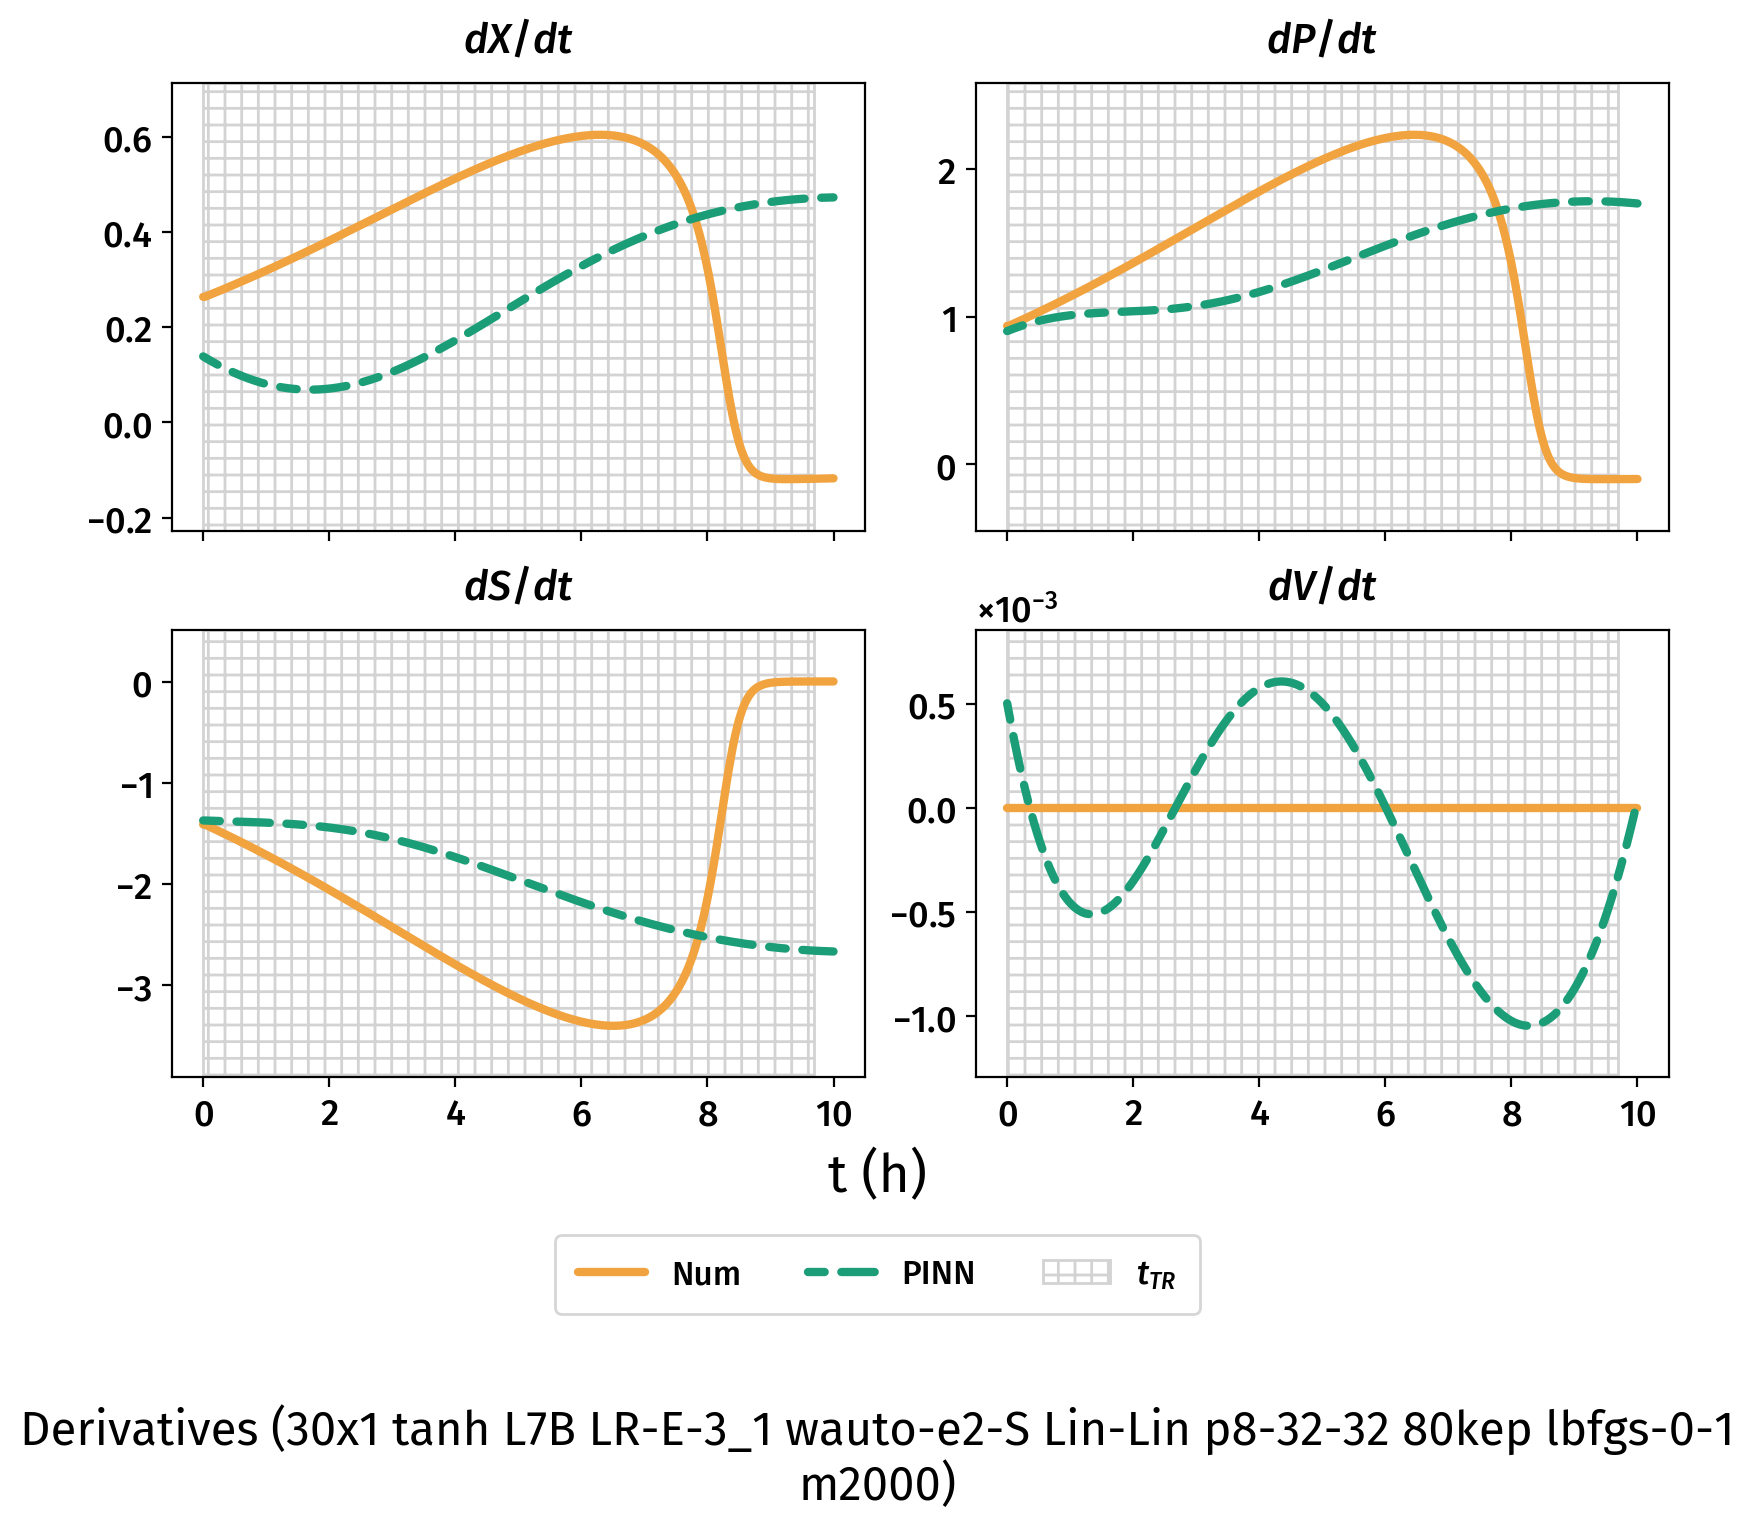 dX/dt
dP/dt
0.6
0.4
0.2
0.0
−0.2
2
1
0
dS/dt
dV/dt
×10⁻³
0
−1
−2
−3
0.5
0.0
−0.5
−1.0
0 2 4 6 8 10
0 2 4 6 8 10
t (h)
Num PINN t_TR
Derivatives (30x1 tanh L7B LR-E-3_1 wauto-e2-S Lin-Lin p8-32-32 80kep lbfgs-0-1
m2000)